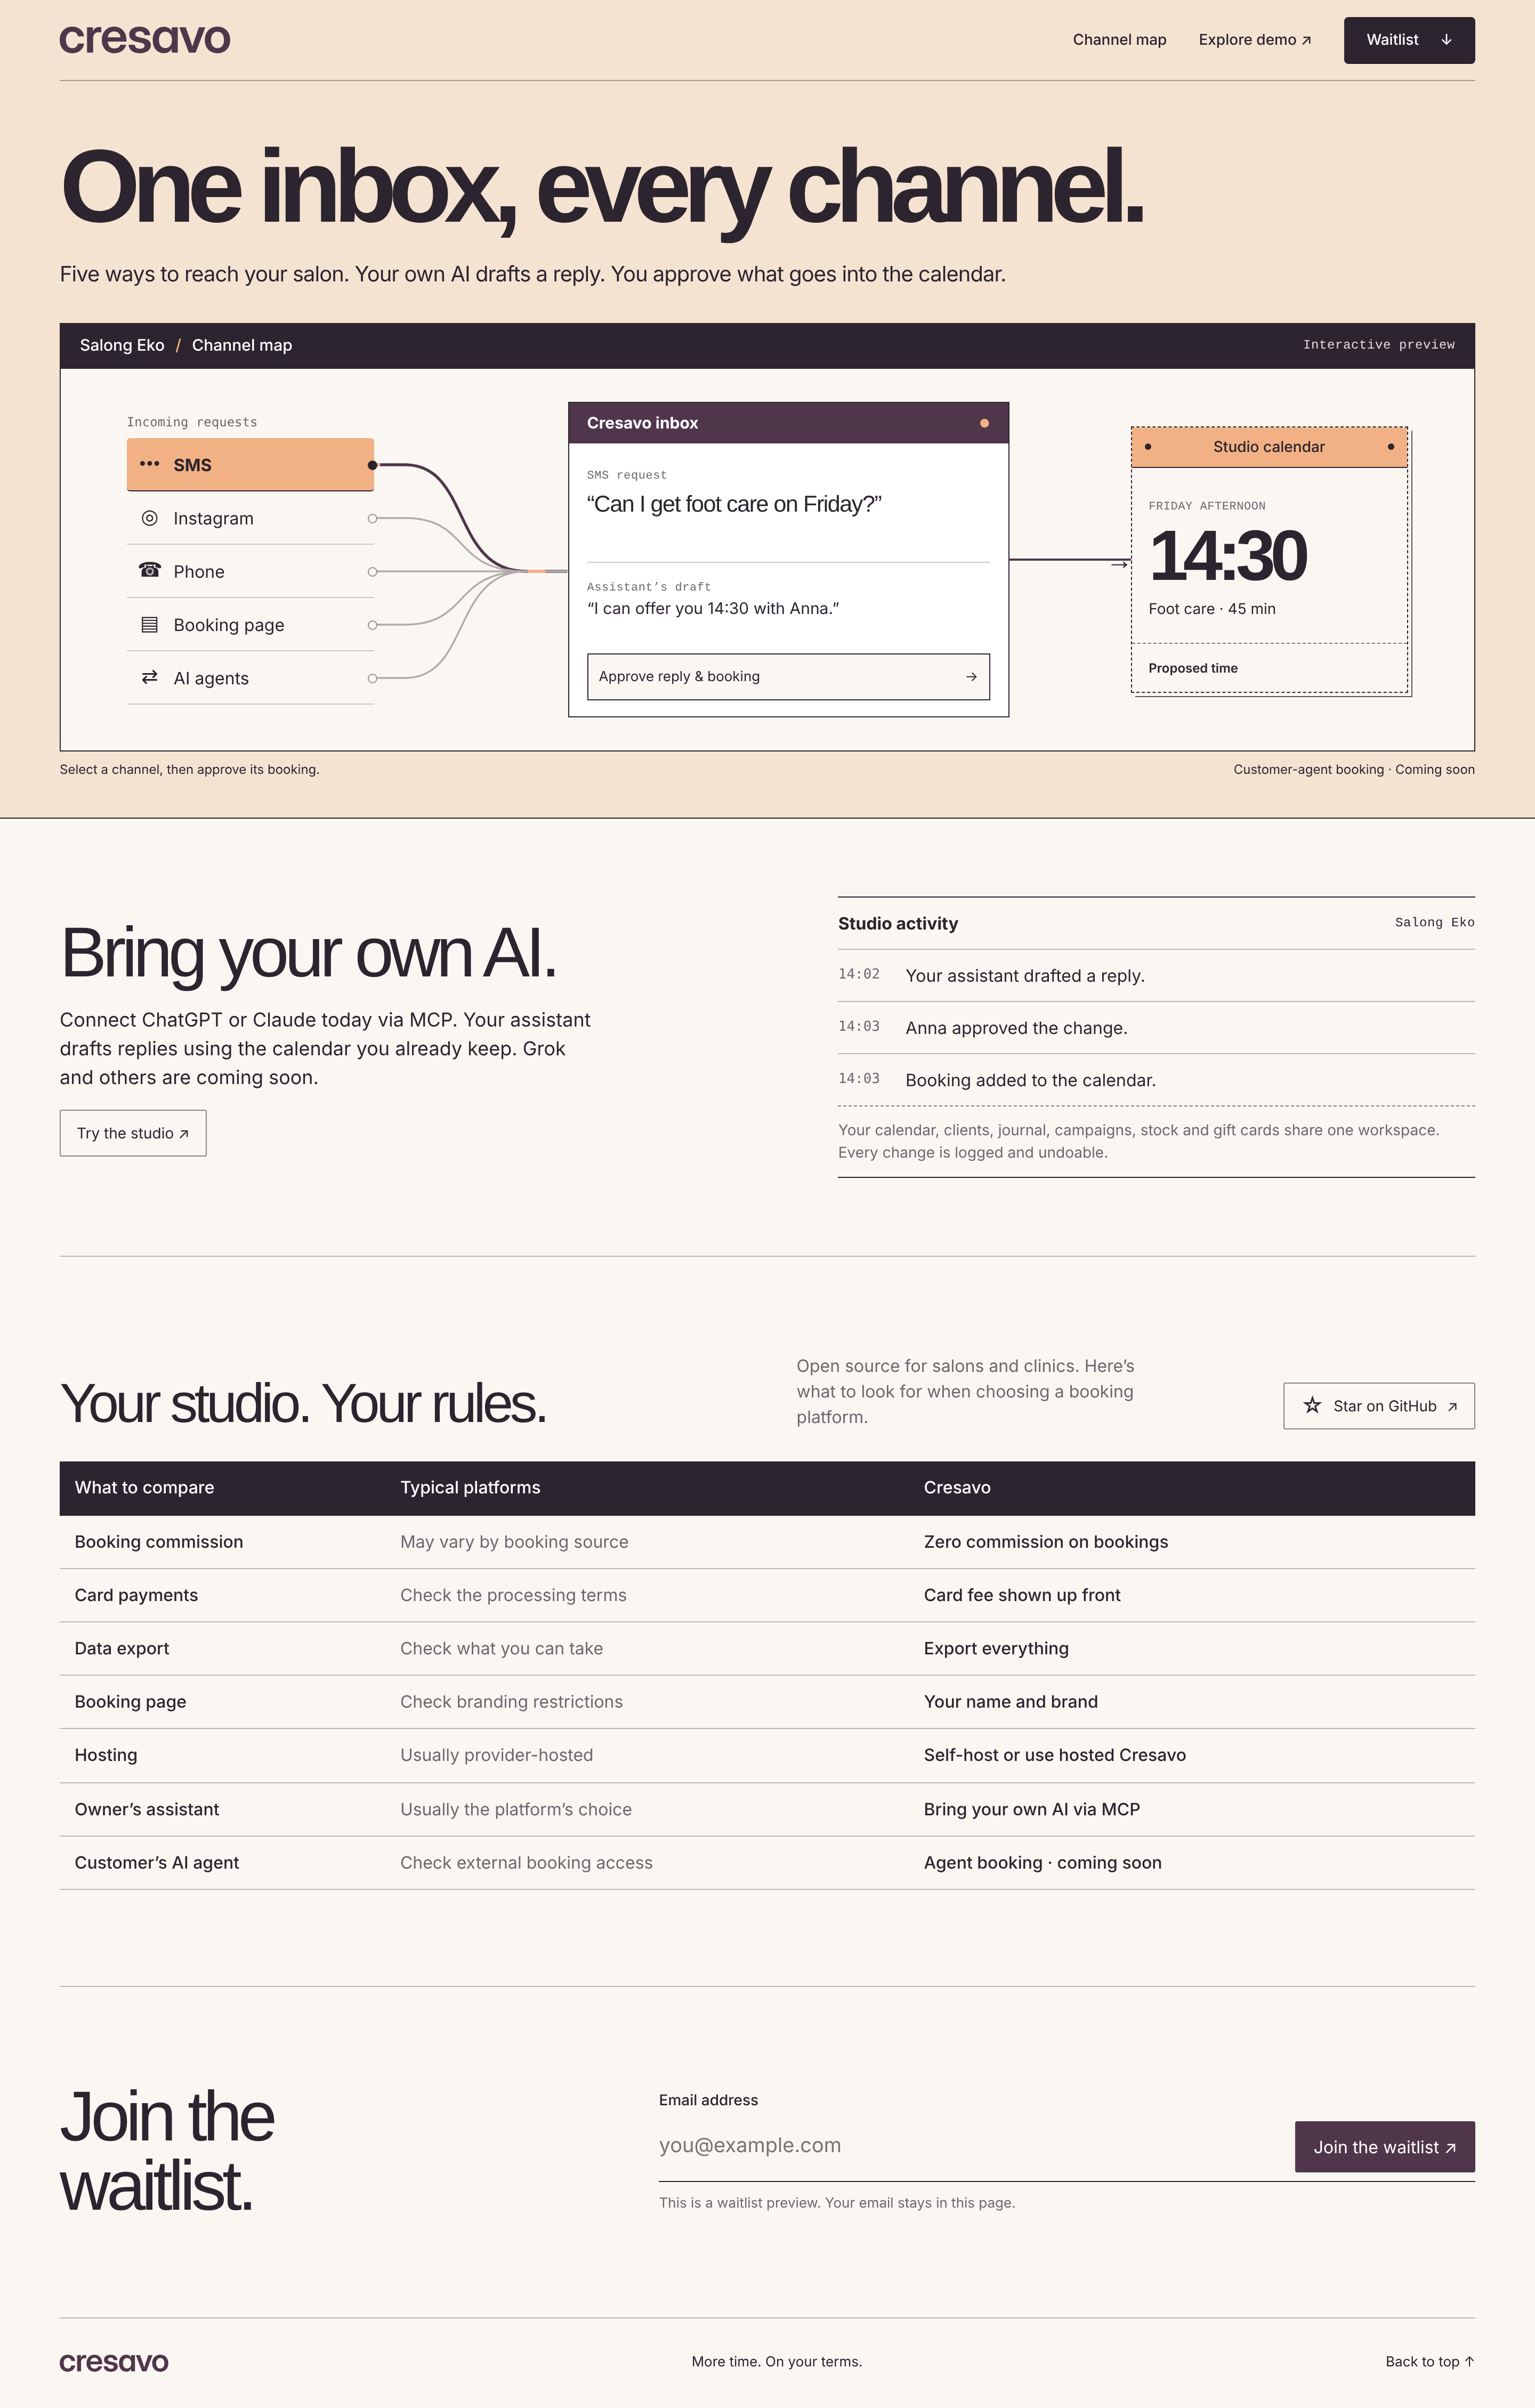 cresavo
Channel map
Explore demo ↗
Waitlist ↓
One inbox, every channel.
Five ways to reach your salon. Your own AI drafts a reply. You approve what goes into the calendar.
Salong Eko / Channel map
Interactive preview
Incoming requests
SMS
Instagram
Phone
Booking page
AI agents
Cresavo inbox
SMS request
“Can I get foot care on Friday?”
Assistant’s draft
“I can offer you 14:30 with Anna.”
Approve reply & booking →
Studio calendar
FRIDAY AFTERNOON
14:30
Foot care · 45 min
Proposed time
Select a channel, then approve its booking.
Customer-agent booking · Coming soon
Bring your own AI.
Connect ChatGPT or Claude today via MCP. Your assistant
drafts replies using the calendar you already keep. Grok
and others are coming soon.
Try the studio ↗
Studio activity
Salong Eko
14:02 Your assistant drafted a reply.
14:03 Anna approved the change.
14:03 Booking added to the calendar.
Your calendar, clients, journal, campaigns, stock and gift cards share one workspace.
Every change is logged and undoable.
Your studio. Your rules.
Open source for salons and clinics. Here’s
what to look for when choosing a booking
platform.
Star on GitHub ↗
What to compare Typical platforms Cresavo
Booking commission May vary by booking source Zero commission on bookings
Card payments Check the processing terms Card fee shown up front
Data export Check what you can take Export everything
Booking page Check branding restrictions Your name and brand
Hosting Usually provider-hosted Self-host or use hosted Cresavo
Owner’s assistant Usually the platform’s choice Bring your own AI via MCP
Customer’s AI agent Check external booking access Agent booking · coming soon
Join the
waitlist.
Email address
you@example.com
Join the waitlist ↗
This is a waitlist preview. Your email stays in this page.
cresavo
More time. On your terms.
Back to top ↑